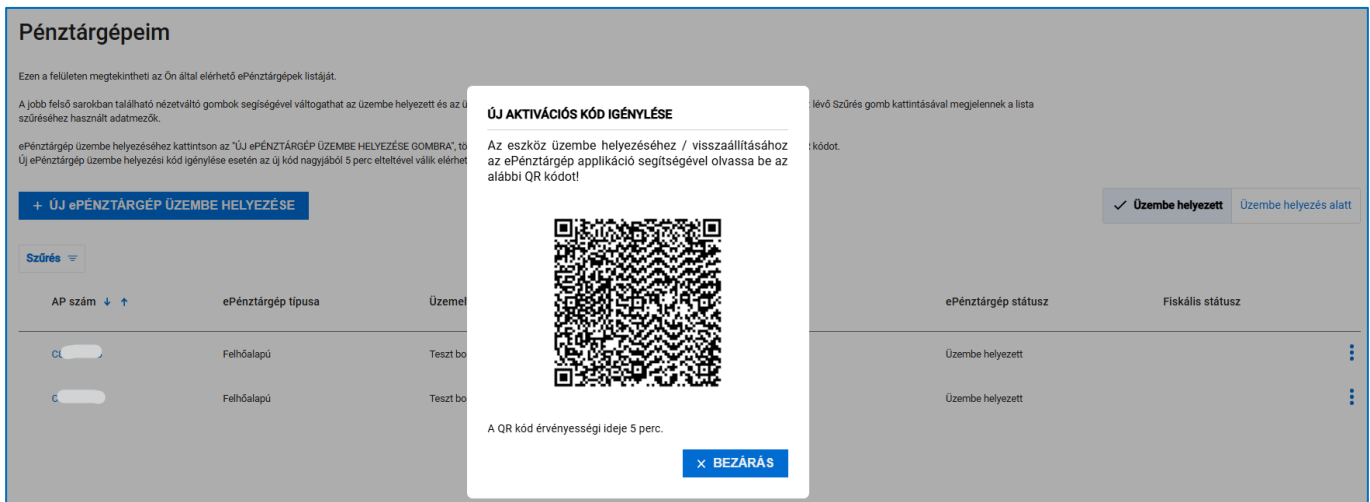 Pénztárgépeim
Ezen a felületen megtekintheti az Ön által elérhető ePénztárgépek listáját.
A jobb felső sarokban található nézetváltó gombok segíségével váltogathat az üzembe helyezett és az ü
lévő Szűrés gomb kattintásával megjelennek a lista
szűréséhez használt adatmezők.
ePénztárgép üzembe helyezéséhez kattintson az "ÚJ ePÉNZTÁRGÉP ÜZEMBE HELYEZÉSE GOMBRA", tö
kódot.
Új ePénztárgép üzembe helyezési kód igénylése esetén az új kód nagyjából 5 perc elteltével válik elérhet
+ ÚJ ePÉNZTÁRGÉP ÜZEMBE HELYEZÉSE
Üzembe helyezett Üzembe helyezés alatt
Szűrés
AP szám ePénztárgép típusa Üzemel ePénztárgép státusz Fiskális státusz
Felhőalapú Teszt bo Üzembe helyezett
C Felhőalapú Teszt bo Üzembe helyezett
ÚJ AKTIVÁCIÓS KÓD IGÉNYLÉSE
Az eszköz üzembe helyezéséhez / visszaállításához
az ePénztárgép applikáció segítségével olvassa be az
alábbi QR kódot!
A QR kód érvényességi ideje 5 perc.
× BEZÁRÁS